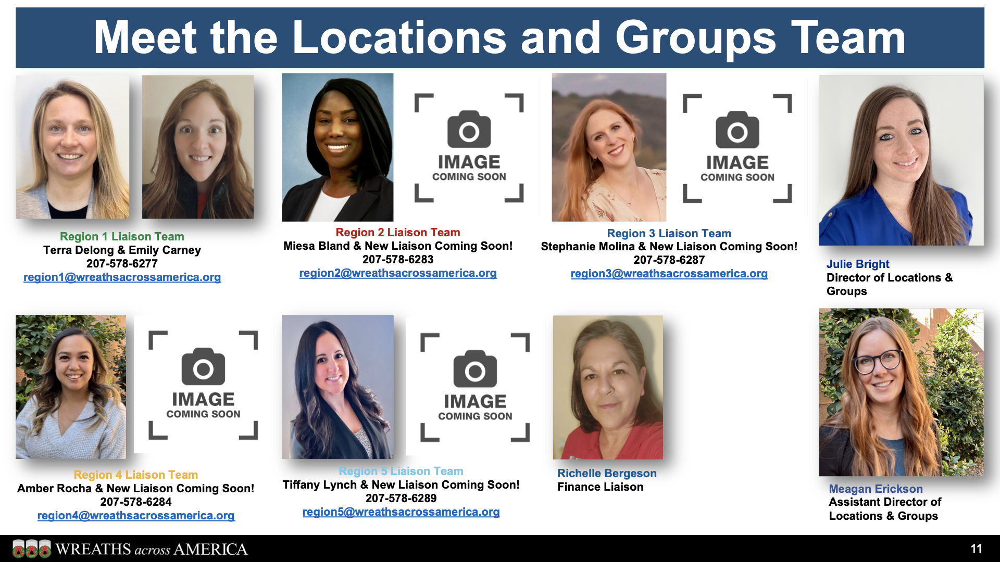 Meet the Locations and Groups Team
IMAGE
COMING SOON
IMAGE
COMING SOON
Region 1 Liaison Team
Terra Delong & Emily Carney
207-578-6277
region1@wreathsacrossamerica.org
Region 2 Liaison Team
Miesa Bland & New Liaison Coming Soon!
207-578-6283
region2@wreathsacrossamerica.org
Region 3 Liaison Team
Stephanie Molina & New Liaison Coming Soon!
207-578-6287
region3@wreathsacrossamerica.org
Julie Bright
Director of Locations &
Groups
IMAGE
COMING SOON
IMAGE
COMING SOON
Region 4 Liaison Team
Amber Rocha & New Liaison Coming Soon!
207-578-6284
region4@wreathsacrossamerica.org
Region 5 Liaison Team
Tiffany Lynch & New Liaison Coming Soon!
207-578-6289
region5@wreathsacrossamerica.org
Richelle Bergeson
Finance Liaison
Meagan Erickson
Assistant Director of
Locations & Groups
WREATHS across AMERICA
11